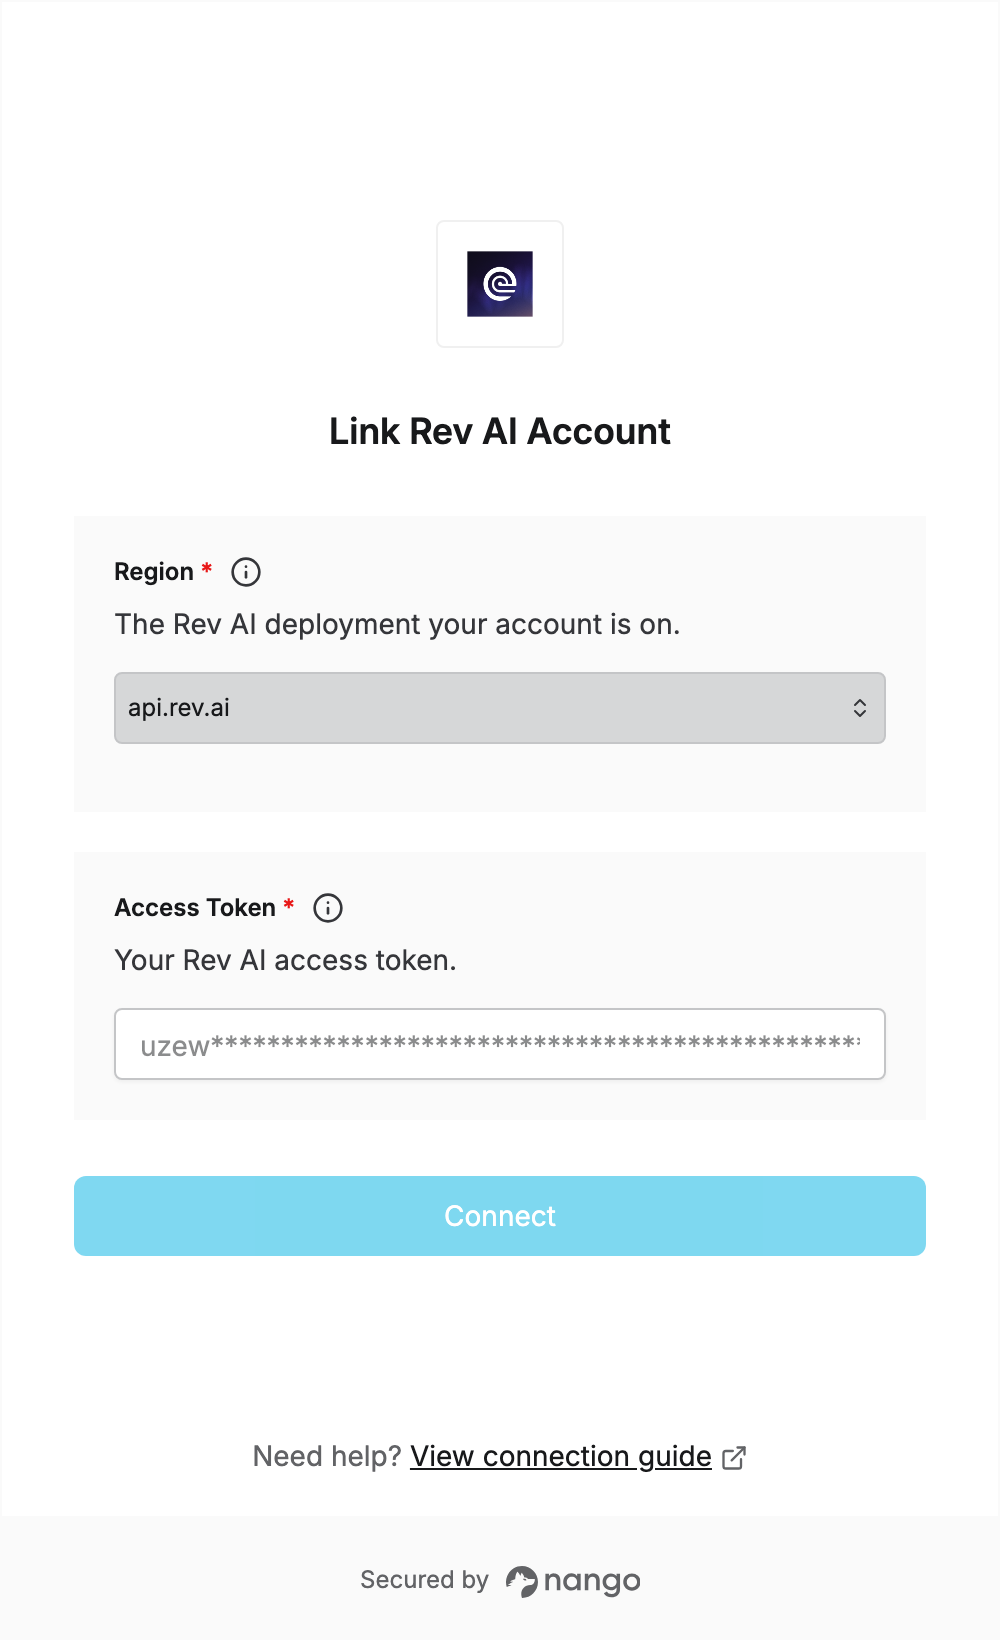 Link Rev AI Account
Region *
The Rev AI deployment your account is on.
api.rev.ai
Access Token *
Your Rev AI access token.
uzew**********************************************
Connect
Need help? View connection guide
Secured by nango